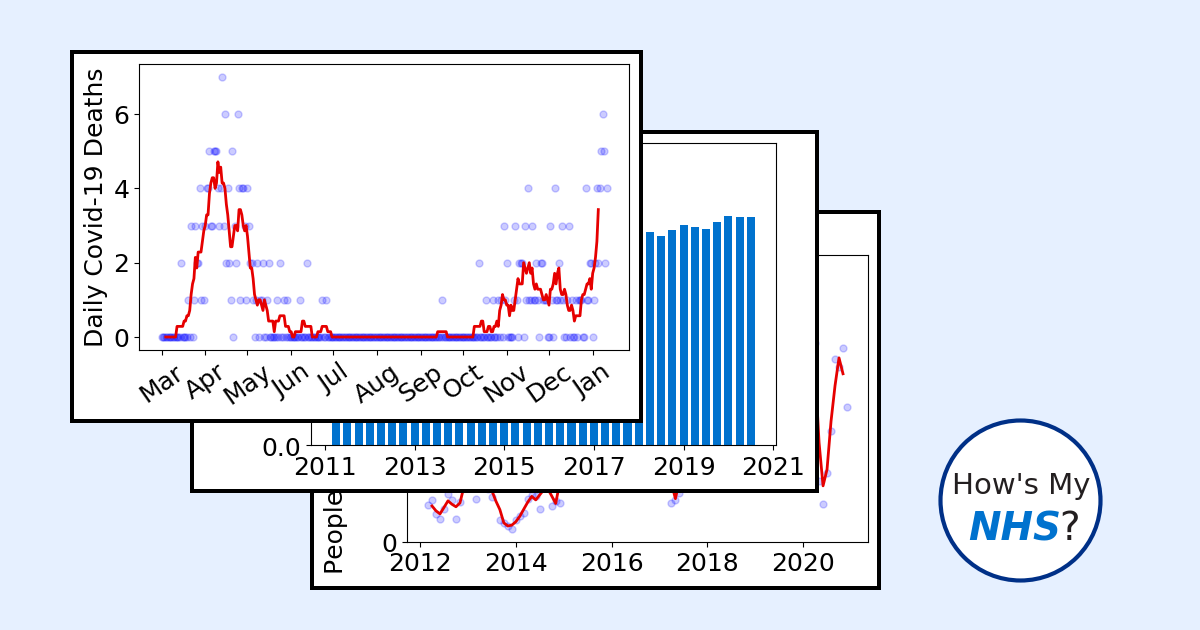 Daily Covid-19 Deaths
6
4
2
0
Mar Apr May Jun Jul Aug Sep Oct Nov Dec Jan
0.0
2011 2013 2015 2017 2019 2021
People
0
2012 2014 2016 2018 2020
How's My
NHS?